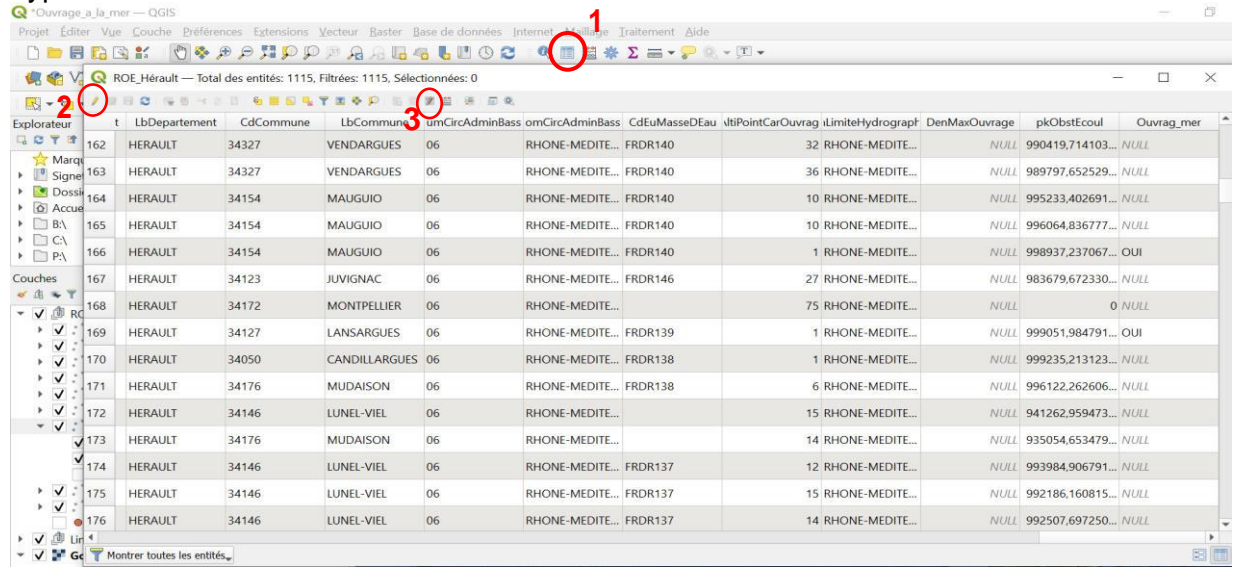 *Ouvrage_a_la_mer — QGIS
1
Projet Éditer Vue Couche Préférences Extensions Vecteur Raster Base de données Internet Maillage Traitement Aide
ROE_Hérault — Total des entités: 1115, Filtrées: 1115, Sélectionnées: 0
2
3
Explorateur
t LbDepartement CdCommune LbCommune umCircAdminBass omCircAdminBass CdEuMasseDEau \ltiPointCarOuvrag ıLimiteHydrograph DenMaxOuvrage pkObstEcoul Ouvrag_mer
162 HERAULT 34327 VENDARGUES 06 RHONE-MEDITE... FRDR140 32 RHONE-MEDITE... NULL 990419,714103... NULL
Marqu
163 HERAULT 34327 VENDARGUES 06 RHONE-MEDITE... FRDR140 36 RHONE-MEDITE... NULL 989797,652529... NULL
Signe
Dossi
164 HERAULT 34154 MAUGUIO 06 RHONE-MEDITE... FRDR140 10 RHONE-MEDITE... NULL 995233,402691... NULL
Accue
B:\
165 HERAULT 34154 MAUGUIO 06 RHONE-MEDITE... FRDR140 10 RHONE-MEDITE... NULL 996064,836777... NULL
C:\
P:\
166 HERAULT 34154 MAUGUIO 06 RHONE-MEDITE... FRDR140 1 RHONE-MEDITE... NULL 998937,237067... OUI
Couches
167 HERAULT 34123 JUVIGNAC 06 RHONE-MEDITE... FRDR146 27 RHONE-MEDITE... NULL 983679,672330... NULL
168 HERAULT 34172 MONTPELLIER 06 RHONE-MEDITE... 75 RHONE-MEDITE... NULL 0 NULL
RO
169 HERAULT 34127 LANSARGUES 06 RHONE-MEDITE... FRDR139 1 RHONE-MEDITE... NULL 999051,984791... OUI
170 HERAULT 34050 CANDILLARGUES 06 RHONE-MEDITE... FRDR138 1 RHONE-MEDITE... NULL 999235,213123... NULL
171 HERAULT 34176 MUDAISON 06 RHONE-MEDITE... FRDR138 6 RHONE-MEDITE... NULL 996122,262606... NULL
172 HERAULT 34146 LUNEL-VIEL 06 RHONE-MEDITE... 15 RHONE-MEDITE... NULL 941262,959473... NULL
173 HERAULT 34176 MUDAISON 06 RHONE-MEDITE... 14 RHONE-MEDITE... NULL 935054,653479... NULL
174 HERAULT 34146 LUNEL-VIEL 06 RHONE-MEDITE... FRDR137 12 RHONE-MEDITE... NULL 993984,906791... NULL
175 HERAULT 34146 LUNEL-VIEL 06 RHONE-MEDITE... FRDR137 15 RHONE-MEDITE... NULL 992186,160815... NULL
176 HERAULT 34146 LUNEL-VIEL 06 RHONE-MEDITE... FRDR137 14 RHONE-MEDITE... NULL 992507,697250... NULL
Lin
Go
Montrer toutes les entités